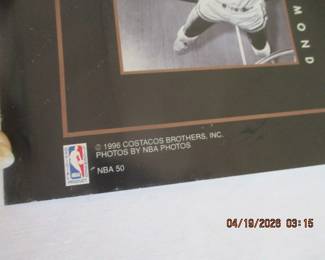 MOND
© 1996 COSTACOS BROTHERS, INC.
PHOTOS BY NBA PHOTOS
NBA 50
04/19/2026 03:15